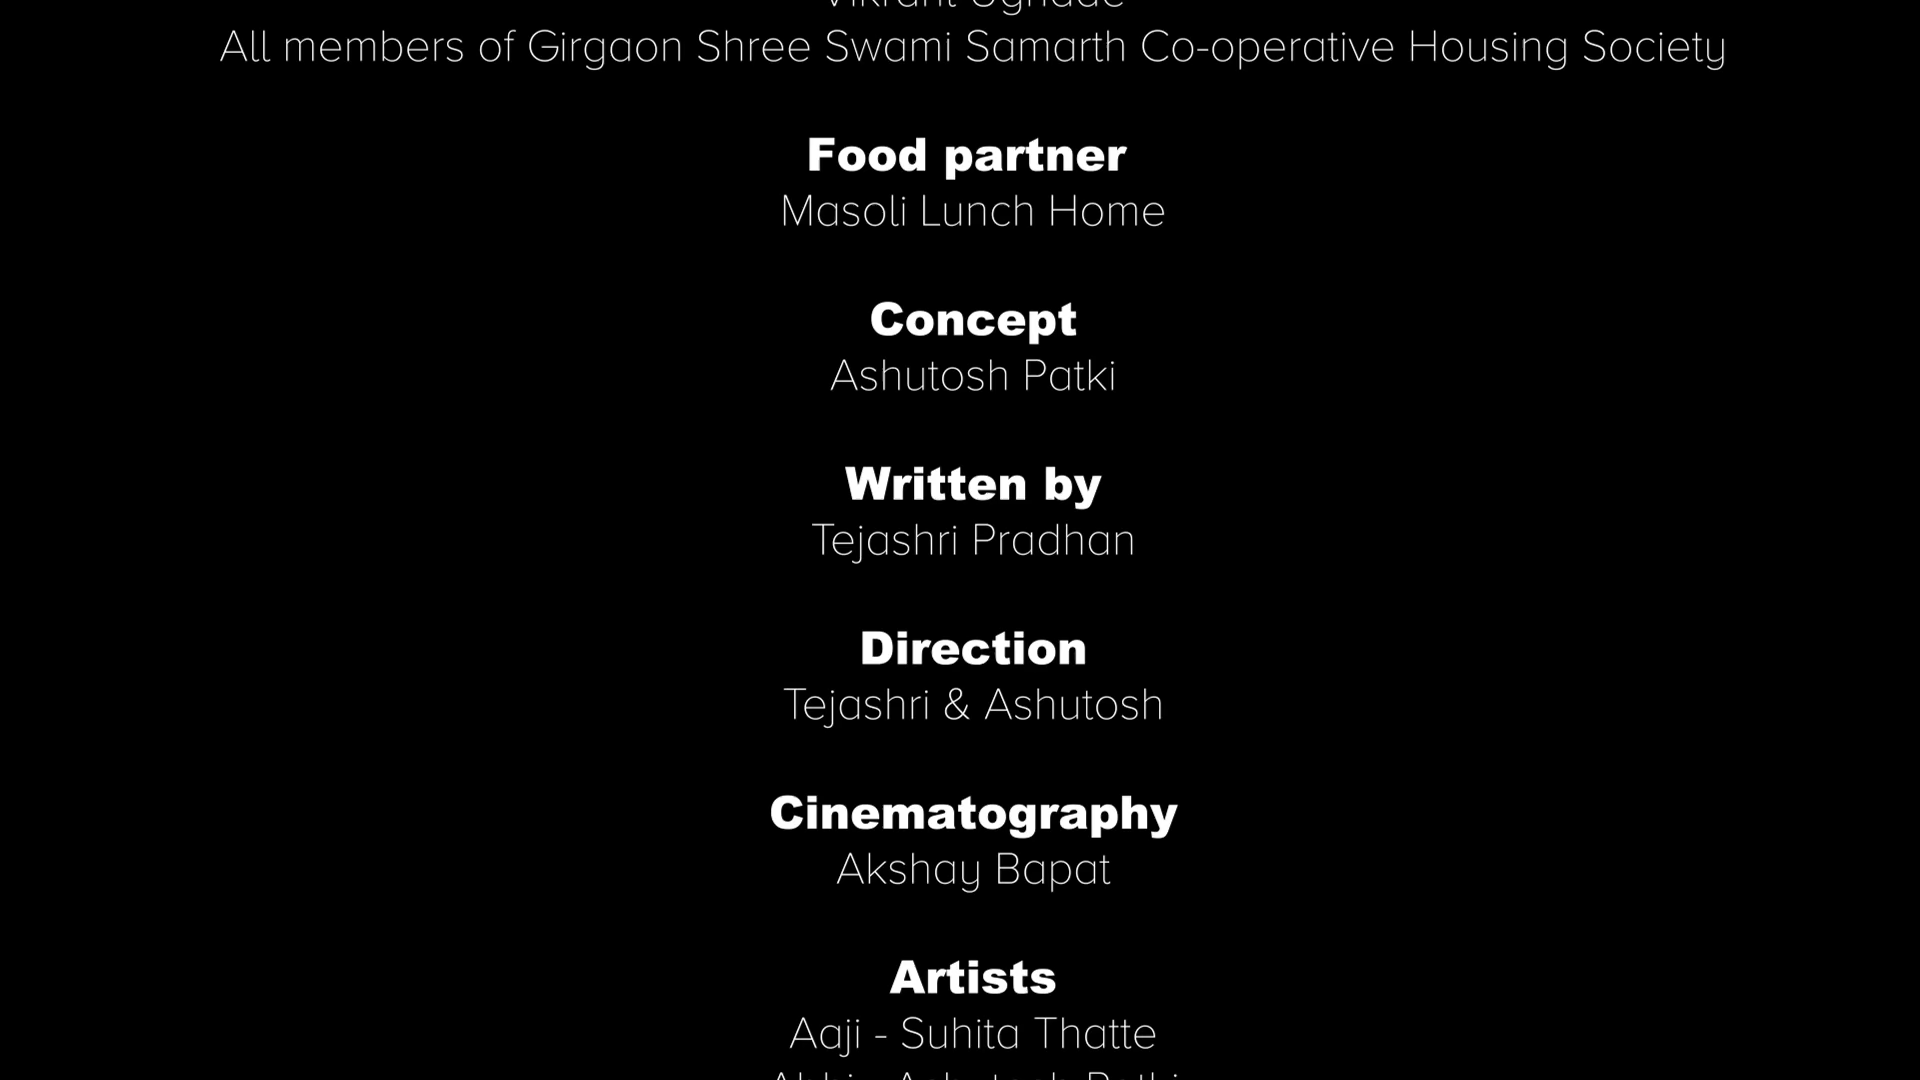 All members of Girgaon Shree Swami Samarth Co-operative Housing Society
Food partner
Masoli Lunch Home
Concept
Ashutosh Patki
Written by
Tejashri Pradhan
Direction
Tejashri & Ashutosh
Cinematography
Akshay Bapat
Artists
Aaji - Suhita Thatte